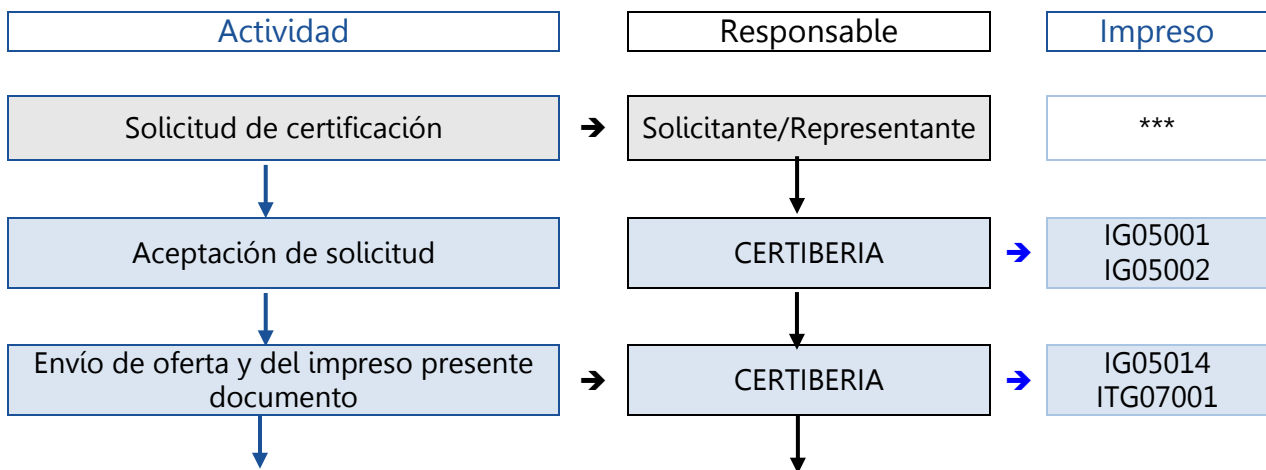 Actividad
Responsable
Impreso
Solicitud de certificación
Solicitante/Representante
***
Aceptación de solicitud
CERTIBERIA
IG05001
IG05002
Envío de oferta y del impreso presente
documento
CERTIBERIA
IG05014
ITG07001